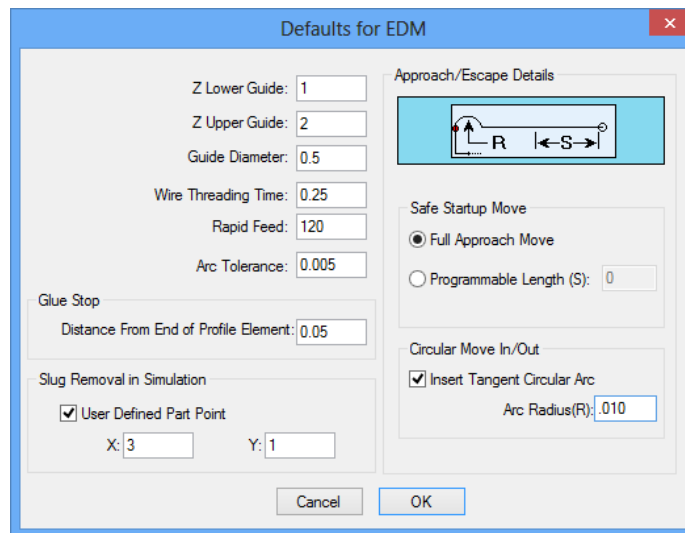 Defaults for EDM
Z Lower Guide: 1
Z Upper Guide: 2
Guide Diameter: 0.5
Wire Threading Time: 0.25
Rapid Feed: 120
Arc Tolerance: 0.005
Glue Stop
Distance From End of Profile Element: 0.05
Slug Removal in Simulation
User Defined Part Point
X: 3 Y: 1
Approach/Escape Details
R S
Safe Startup Move
Full Approach Move
Programmable Length (S): 0
Circular Move In/Out
Insert Tangent Circular Arc
Arc Radius(R): .010
Cancel OK